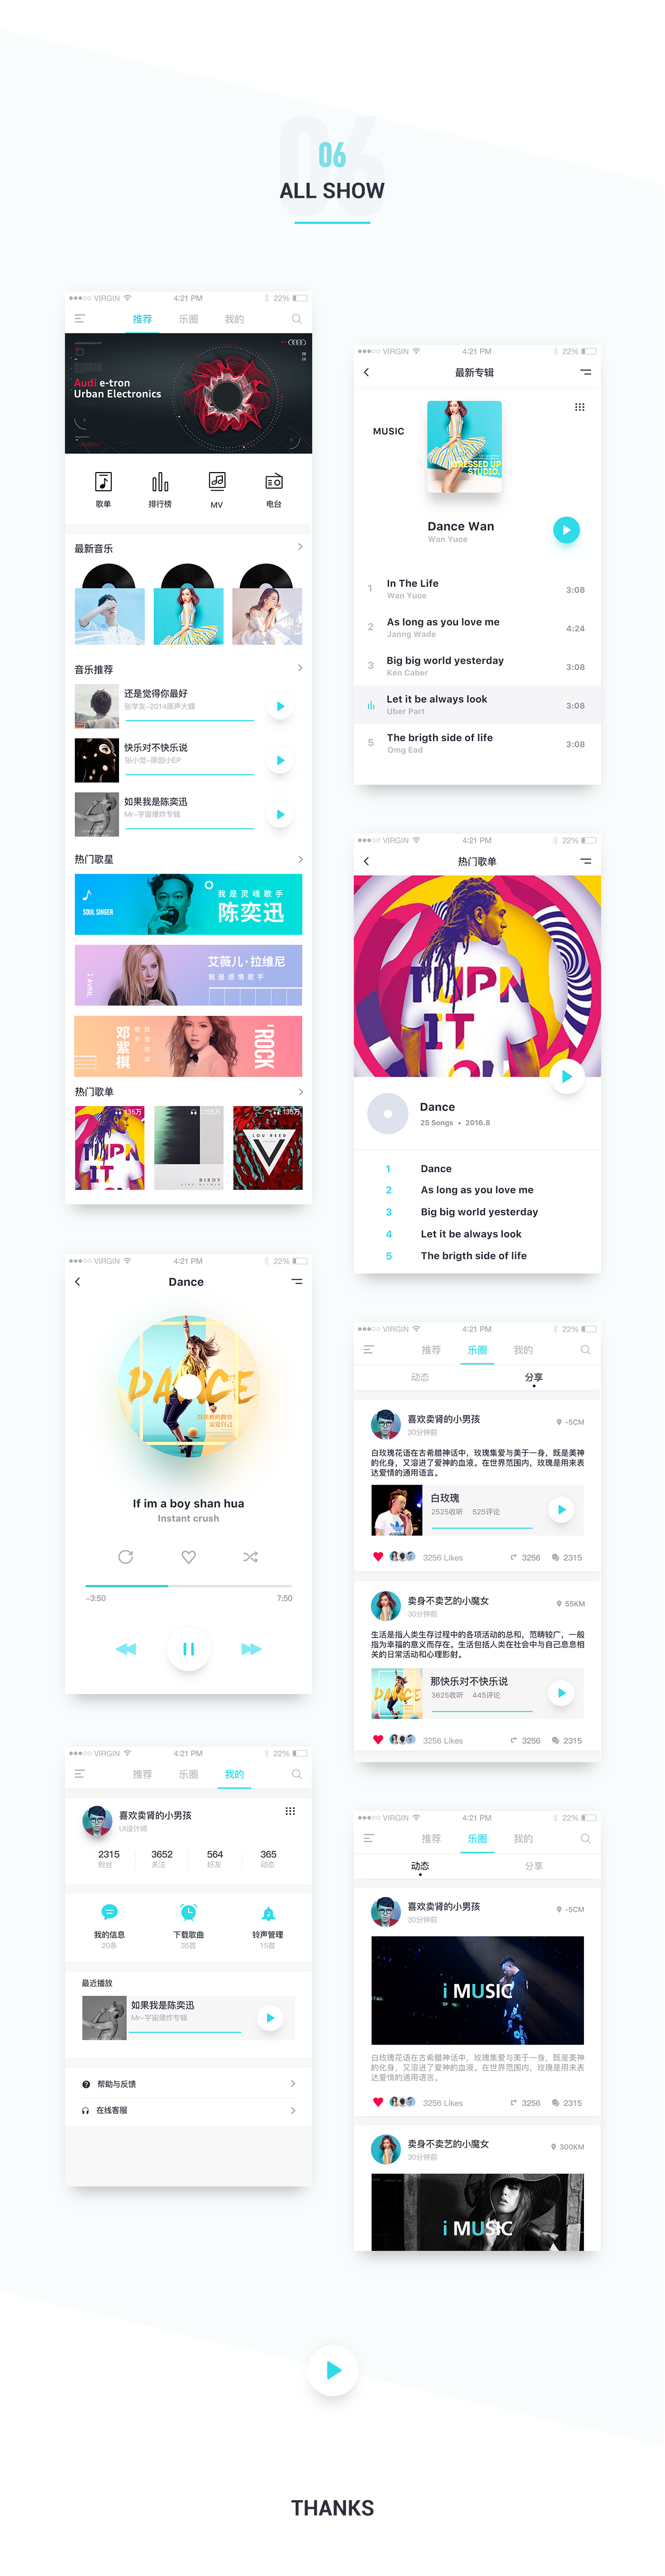 06
ALL SHOW
VIRGIN 4:21 PM 22%
推荐 乐圈 我的
Audi e-tron
Urban Electronics
歌单 排行榜 MV 电台
最新音乐
音乐推荐
还是觉得你最好
张学友-2014原声大碟
快乐对不快乐说
如果我是陈奕迅
Mr-宇宙爆炸专辑
热门歌星
SOUL SINGER
我是灵魂歌手
陈奕迅
艾薇儿·拉维尼
我是感情歌手
邓紫棋
'ROCK
热门歌单
135万
TURN
IT
LOU REED
BIRDY
VIRGIN 4:21 PM 22%
最新专辑
MUSIC
DRESSED UP
STUDIO.
Dance Wan
Wan Yuoe
1 In The Life 3:08
Wan Yuoe
2 As long as you love me 4:24
Janng Wade
3 Big big world yesterday 3:08
Ken Caber
Let it be always look 3:08
Uber Part
5 The brigth side of life 3:08
Omg Ead
VIRGIN 4:21 PM 22%
热门歌单
TURN
IT
Dance
25 Songs • 2016.8
1 Dance
2 As long as you love me
3 Big big world yesterday
4 Let it be always look
5 The brigth side of life
VIRGIN 4:21 PM 22%
Dance
DANCE
If im a boy shan hua
Instant crush
-3:50 7:50
VIRGIN 4:21 PM 22%
推荐 乐圈 我的
动态 分享
喜欢卖肾的小男孩 -5CM
30分钟前
白玫瑰花语在古希腊神话中，玫瑰集爱与美于一身，既是美神
的化身，又溶进了爱神的血液。在世界范围内，玫瑰是用来表
达爱情的通用语言。
白玫瑰
2525收听 525评论
3256 Likes 3256 2315
卖身不卖艺的小魔女 55KM
30分钟前
生活是指人类生存过程中的各项活动的总和，范畴较广，一般
指为幸福的意义而存在。生活包括人类在社会中与自己息息相
关的日常活动和心理影射。
DANCE
那快乐对不快乐说
3625收听 445评论
3256 Likes 3256 2315
VIRGIN 4:21 PM 22%
推荐 乐圈 我的
喜欢卖肾的小男孩
UI设计师
2315 3652 564 365
粉丝 关注 好友 动态
我的信息 下载歌曲 铃声管理
20条 35首 15首
最近播放
如果我是陈奕迅
Mr-宇宙爆炸专辑
帮助与反馈
在线客服
VIRGIN 4:21 PM 22%
推荐 乐圈 我的
动态 分享
喜欢卖肾的小男孩 -5CM
30分钟前
i MUSIC
白玫瑰花语在古希腊神话中，玫瑰集爱与美于一身，既是美神
的化身，又溶进了爱神的血液。在世界范围内，玫瑰是用来表
达爱情的通用语言。
3256 Likes 3256 2315
卖身不卖艺的小魔女 300KM
30分钟前
i MUSIC
THANKS